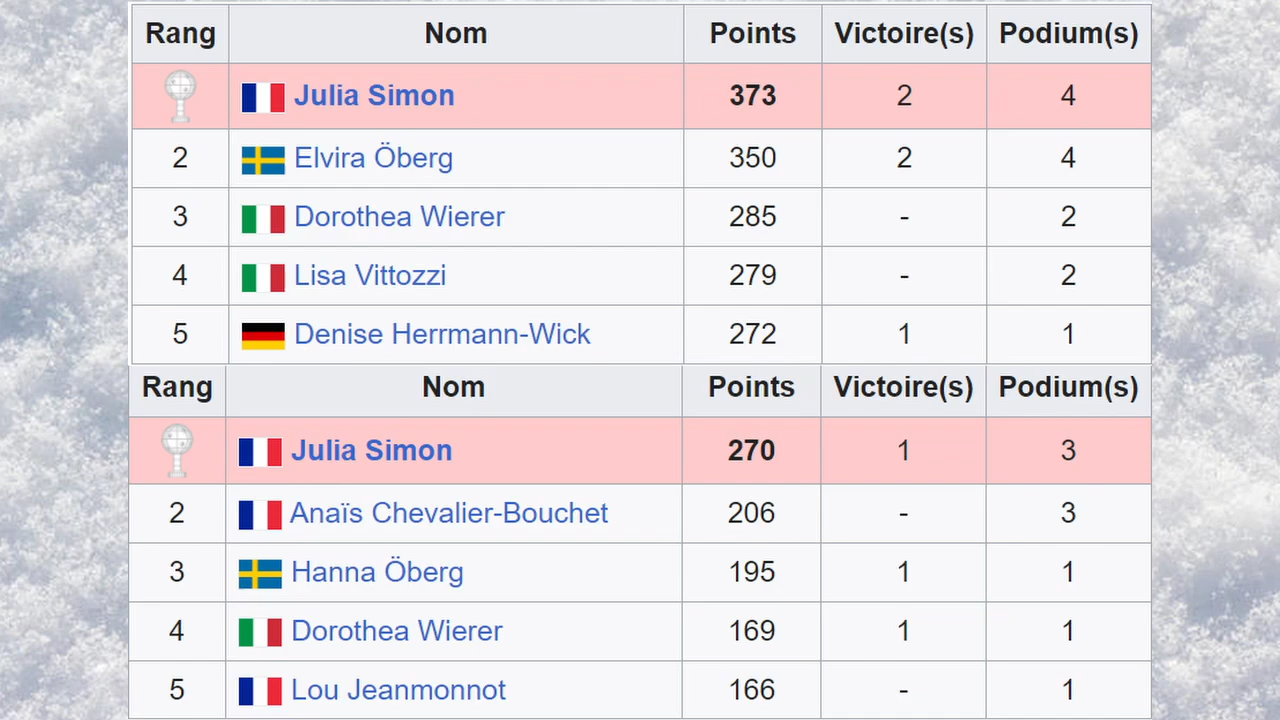 Rang Nom Points Victoire(s) Podium(s)
Julia Simon 373 2 4
2 Elvira Öberg 350 2 4
3 Dorothea Wierer 285 - 2
4 Lisa Vittozzi 279 - 2
5 Denise Herrmann-Wick 272 1 1
Rang Nom Points Victoire(s) Podium(s)
Julia Simon 270 1 3
2 Anaïs Chevalier-Bouchet 206 - 3
3 Hanna Öberg 195 1 1
4 Dorothea Wierer 169 1 1
5 Lou Jeanmonnot 166 - 1